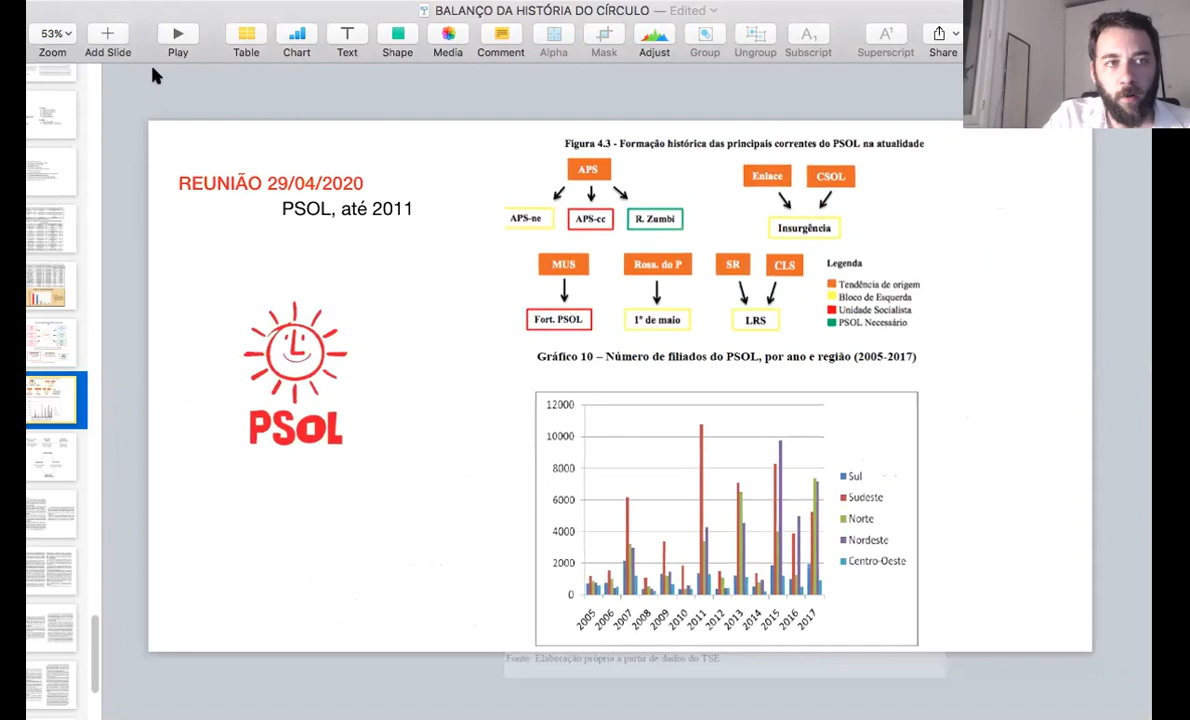 BALANÇO DA HISTÓRIA DO CÍRCULO — Edited
53%
Zoom
Add Slide
Play
Table
Chart
Text
Shape
Media
Comment
Alpha
Mask
Adjust
Group
Ungroup
Subscript
Superscript
Share
REUNIÃO 29/04/2020
PSOL, até 2011
PSOL
Figura 4.3 - Formação histórica das principais correntes do PSOL na atualidade
APS
Enlace
CSOL
APS-ne
APS-cc
R. Zumbi
Insurgência
MUS
Rosa. do P
SR
CLS
Fort. PSOL
1º de maio
LRS
Legenda
Tendência de origem
Bloco de Esquerda
Unidade Socialista
PSOL Necessário
Gráfico 10 – Número de filiados do PSOL, por ano e região (2005-2017)
12000
10000
8000
6000
4000
2000
0
2005
2006
2007
2008
2009
2010
2011
2012
2013
2014
2015
2016
2017
Sul
Sudeste
Norte
Nordeste
Centro-Oeste
Fonte: Elaboração própria a partir de dados do TSE